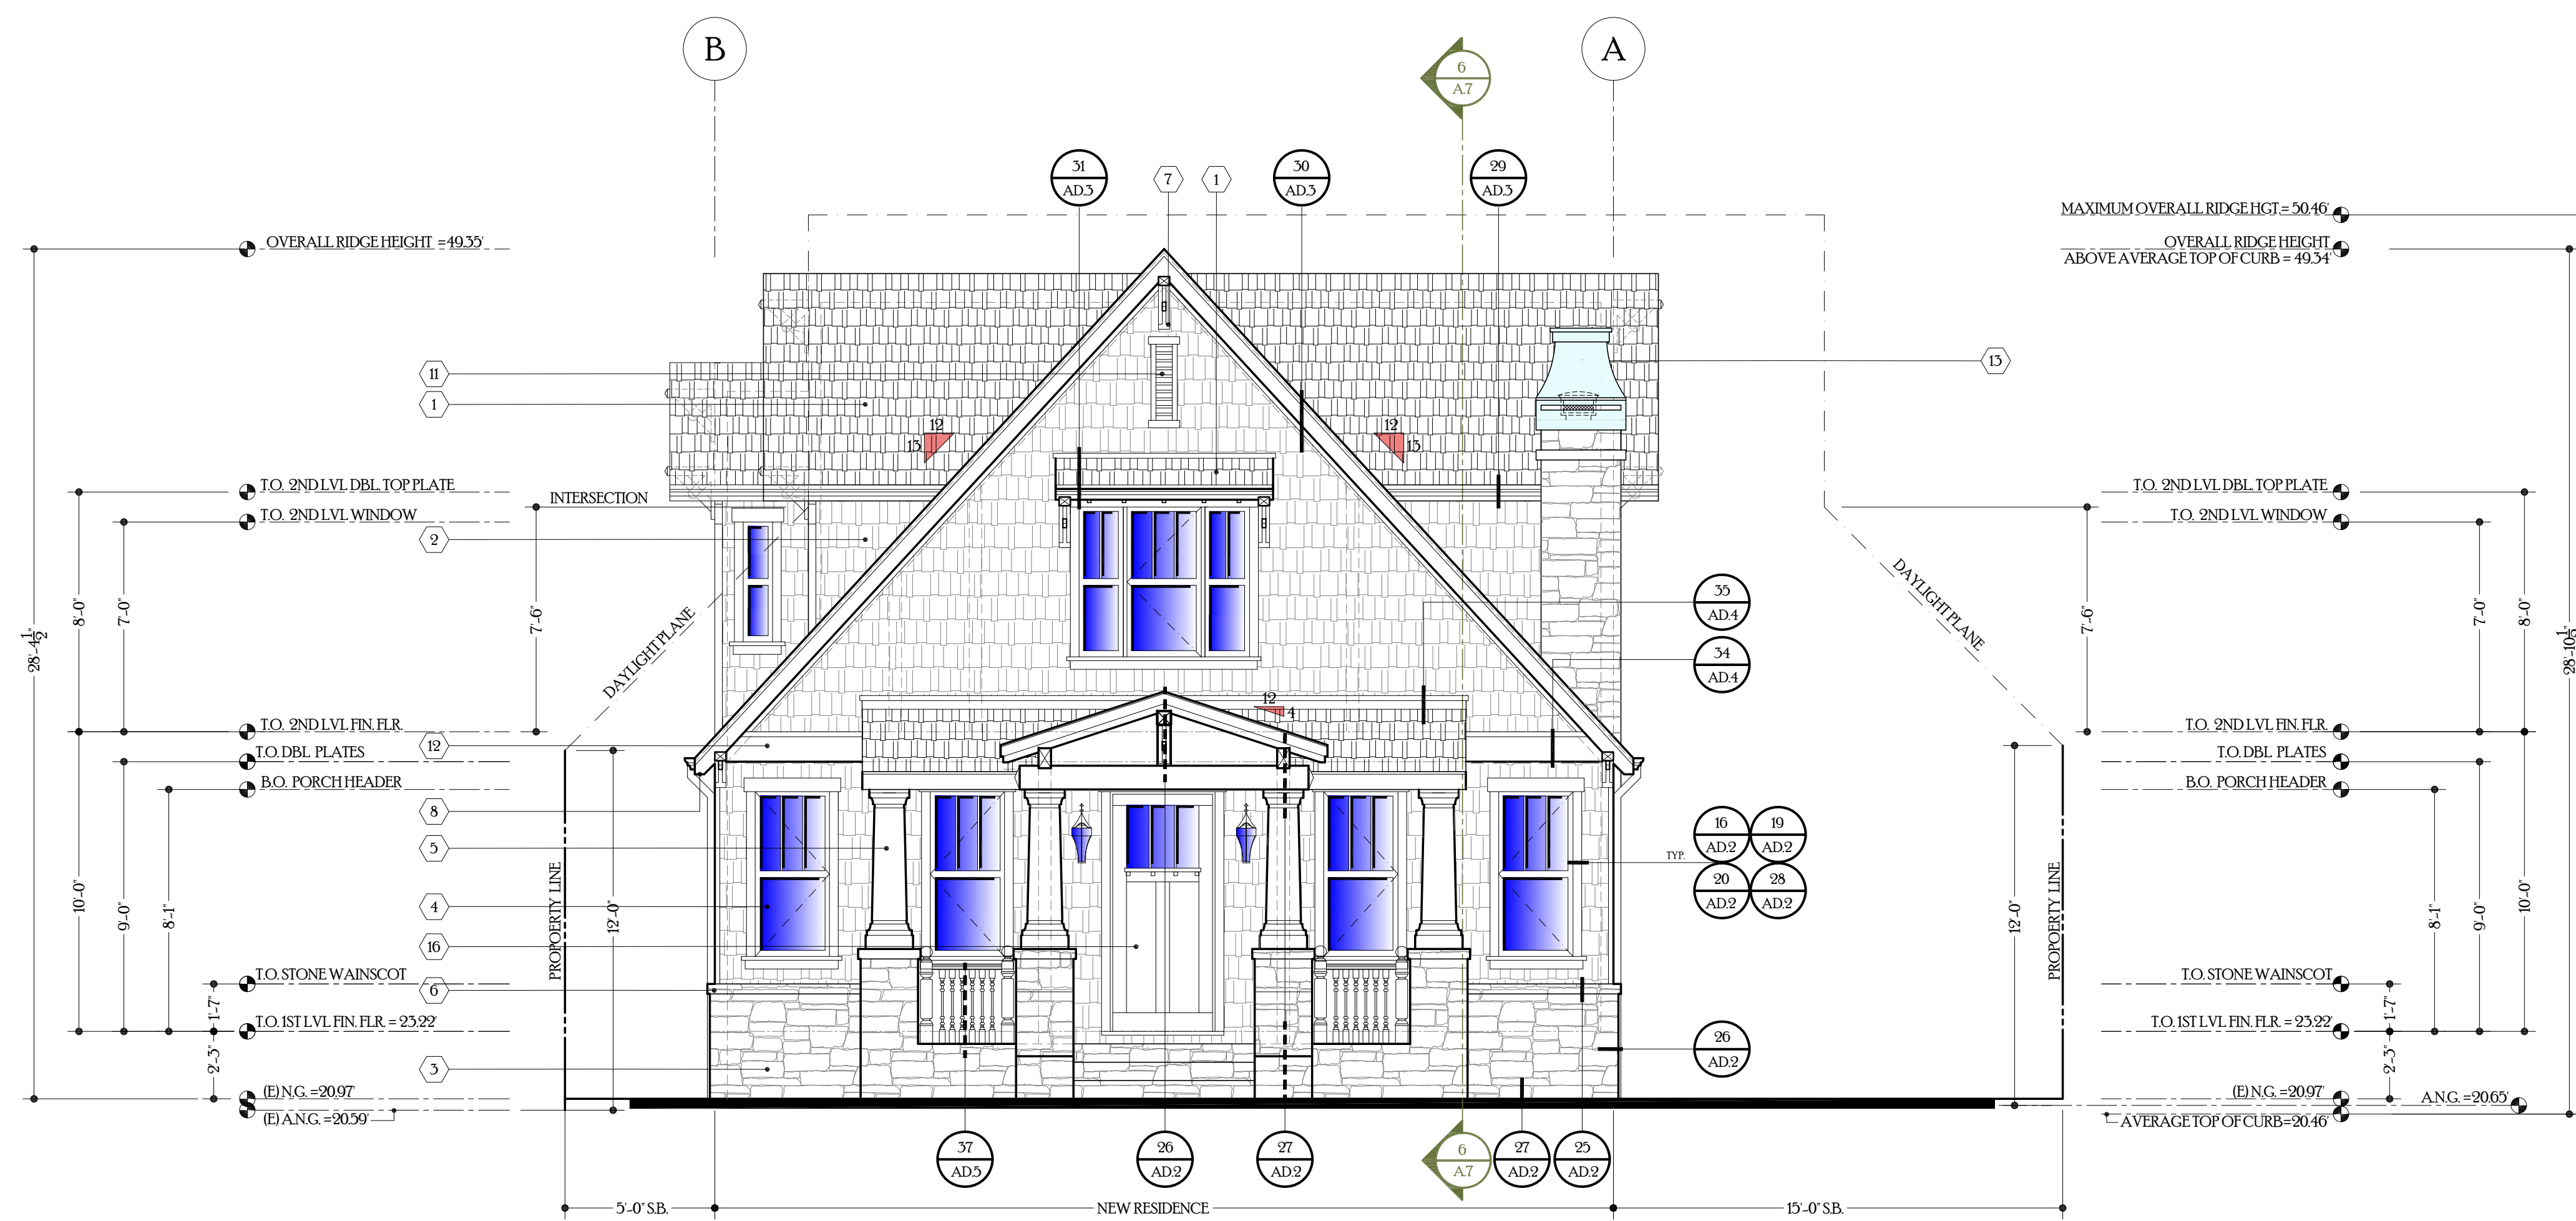 B
A
6
A.7
31
AD.3
7
1
30
AD.3
29
AD.3
OVERALL RIDGE HEIGHT =49.35'
MAXIMUM OVERALL RIDGE HGT.= 50.46'
OVERALL RIDGE HEIGHT
ABOVE AVERAGE TOP OF CURB = 49.34'
11
1
13
12
13
12
13
T.O. 2ND LVL DBL. TOP PLATE
INTERSECTION
T.O. 2ND LVL WINDOW
2
T.O. 2ND LVL DBL. TOP PLATE
T.O. 2ND LVL WINDOW
28'-4 1/2"
8'-0"
7'-0"
7'-6"
DAYLIGHT PLANE
35
AD.4
34
AD.4
DAYLIGHT PLANE
7'-6"
7'-0"
8'-0"
28'-10 1/2"
12
4
T.O. 2ND LVL FIN. FLR.
12
T.O. DBL PLATES
B.O. PORCH HEADER
8
5
4
16
T.O. 2ND LVL FIN. FLR.
T.O. DBL PLATES
B.O. PORCH HEADER
16
AD.2
19
AD.2
TYP.
20
AD.2
28
AD.2
10'-0"
9'-0"
8'-1"
PROPOERTY LINE
12'-0"
12'-0"
PROPOERTY LINE
8'-1"
9'-0"
10'-0"
T.O. STONE WAINSCOT
6
1'-7"
T.O. 1ST LVL FIN. FLR. = 23.22'
2'-3"
3
T.O. STONE WAINSCOT
1'-7"
T.O. 1ST LVL FIN. FLR. = 23.22'
2'-3"
26
AD.2
(E) N.G. =20.97'
(E) A.N.G. =20.59'
(E) N.G. =20.97'
A.N.G. =20.65'
AVERAGE TOP OF CURB=20.46'
37
AD.5
26
AD.2
27
AD.2
6
A.7
27
AD.2
25
AD.2
5'-0" S.B.
NEW RESIDENCE
15'-0" S.B.